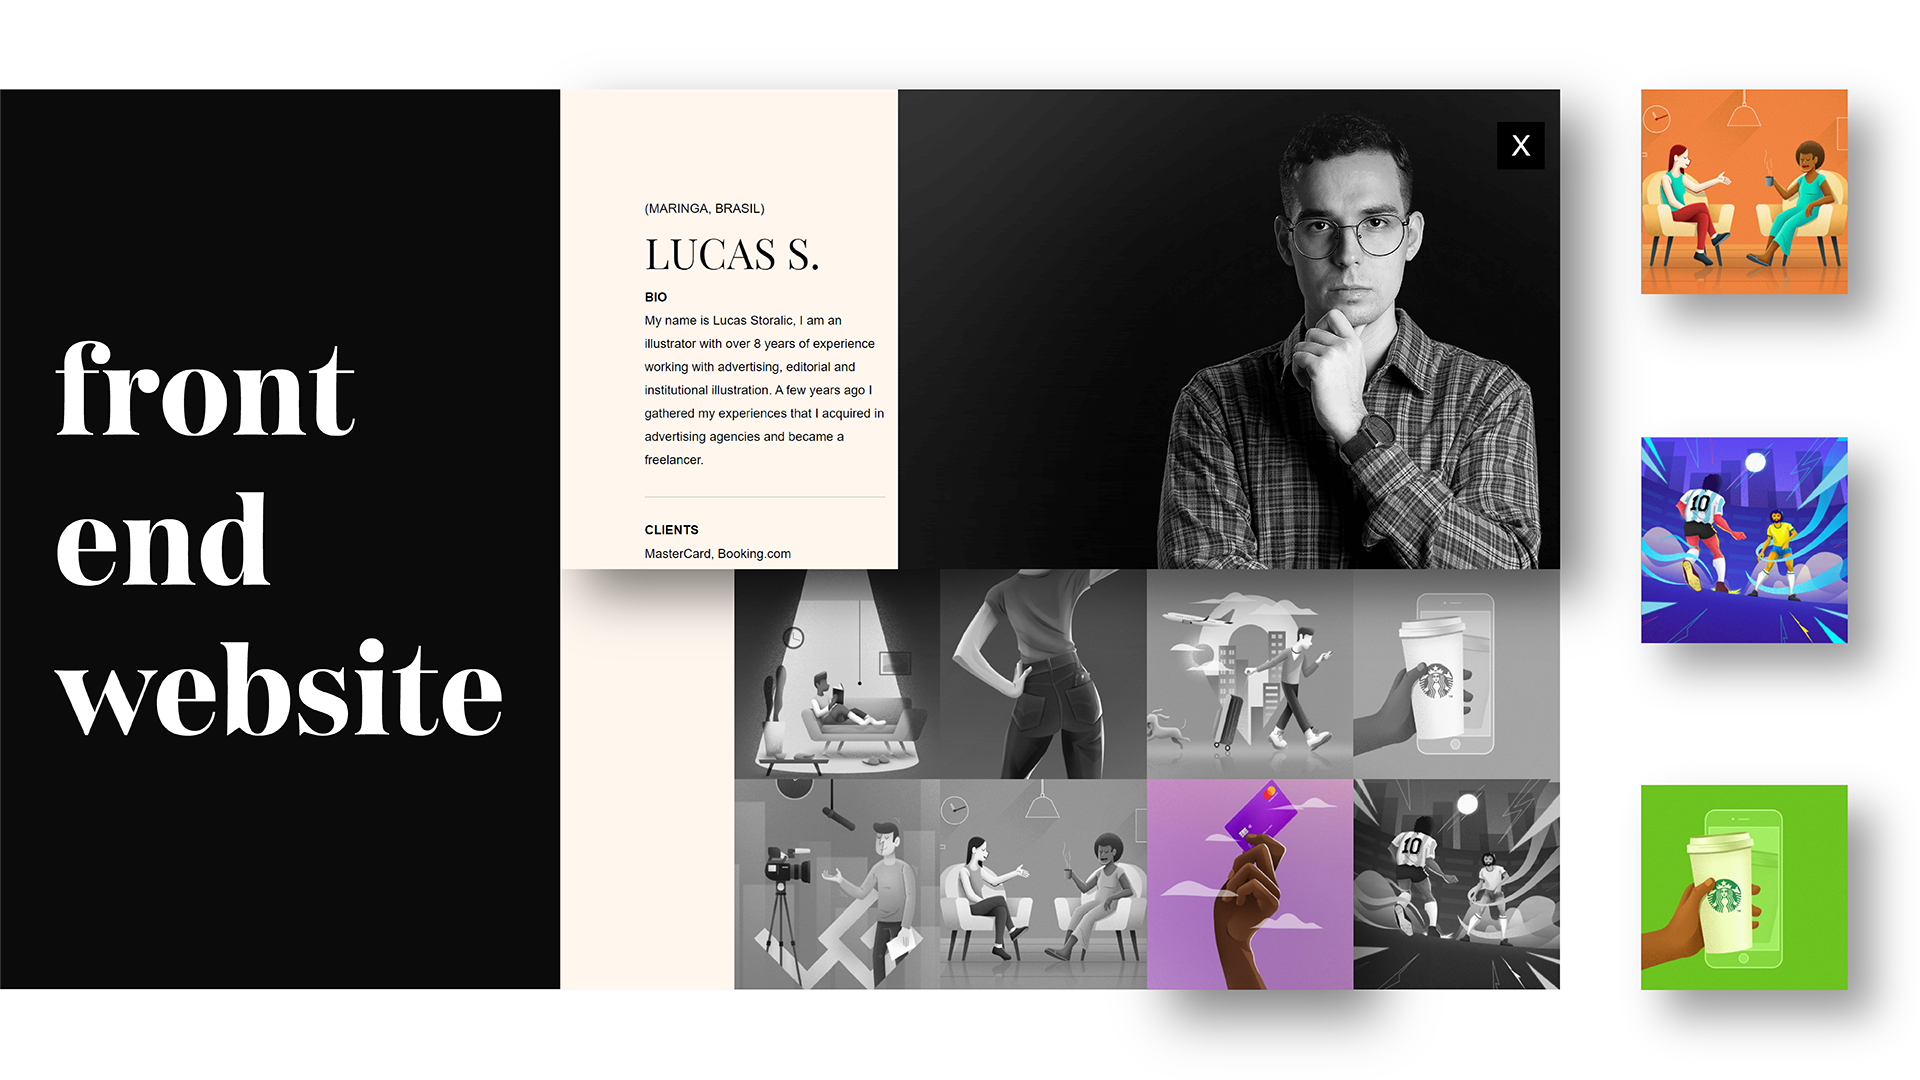 front
end
website
(MARINGA, BRASIL)
LUCAS S.
BIO
My name is Lucas Storalic, I am an
illustrator with over 8 years of experience
working with advertising, editorial and
institutional illustration. A few years ago I
gathered my experiences that I acquired in
advertising agencies and became a
freelancer.
CLIENTS
MasterCard, Booking.com
X
10
10